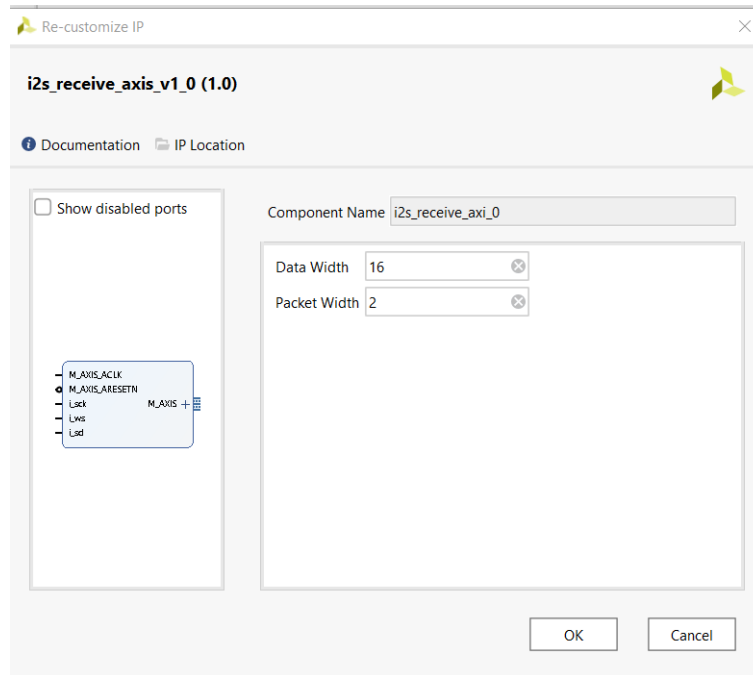 Re-customize IP
i2s_receive_axis_v1_0 (1.0)
Documentation IP Location
Show disabled ports
M_AXIS_ACLK
M_AXIS_ARESETN
i_sck M_AXIS
i_ws
i_sd
Component Name i2s_receive_axi_0
Data Width 16
Packet Width 2
OK Cancel